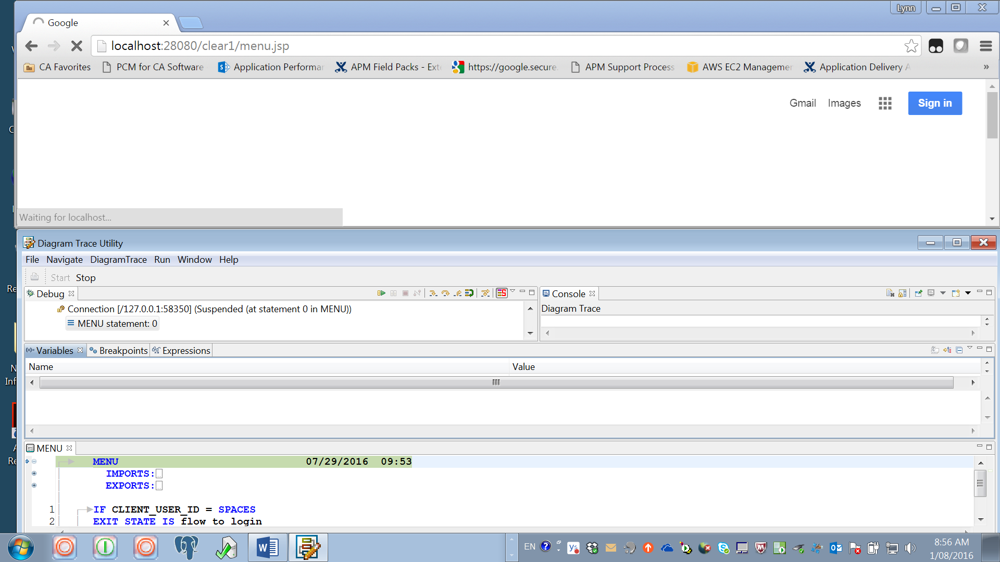 Lynn
Google
localhost:28080/clear1/menu.jsp
CA Favorites PCM for CA Software Application Performa APM Field Packs - Ext https://google.secure. APM Support Process AWS EC2 Managemen Application Delivery A »
Gmail Images Sign in
Waiting for localhost...
Diagram Trace Utility
File Navigate DiagramTrace Run Window Help
Start Stop
Debug
Connection [/127.0.0.1:58350] (Suspended (at statement 0 in MENU))
MENU statement: 0
Console
Diagram Trace
Variables Breakpoints Expressions
Name Value
MENU
MENU 07/29/2016 09:53
IMPORTS:
EXPORTS:
1 IF CLIENT_USER_ID = SPACES
2 EXIT STATE IS flow to login
Re
N
Inf
Re
EN
8:56 AM
1/08/2016